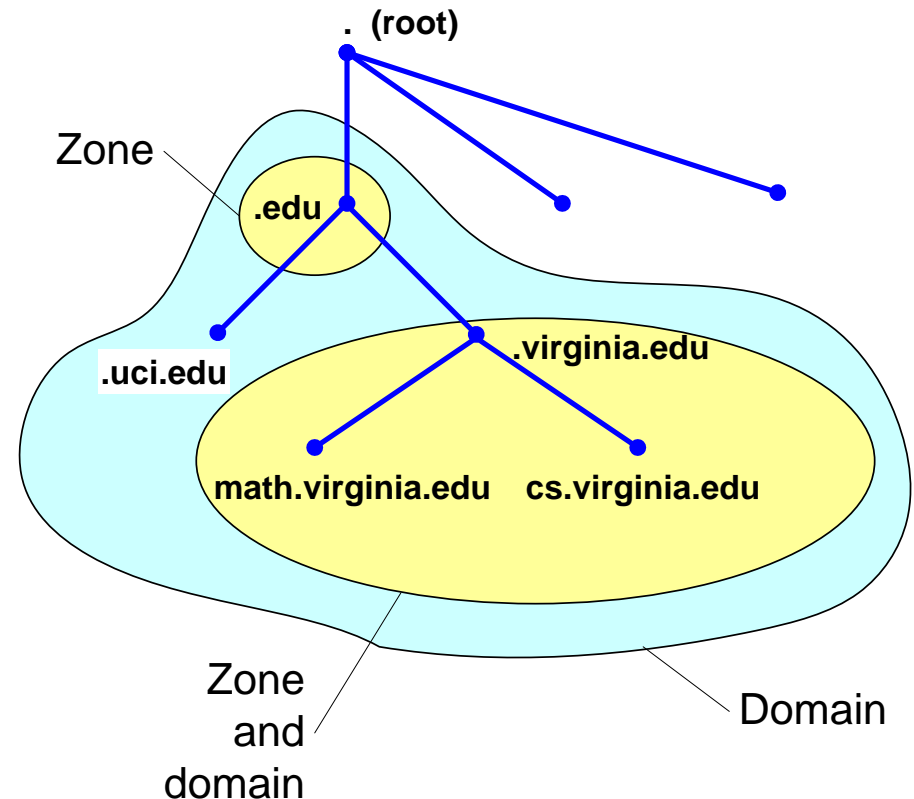 . (root)
Zone
.edu
.virginia.edu
.uci.edu
math.virginia.edu
cs.virginia.edu
Zone
and
domain
Domain